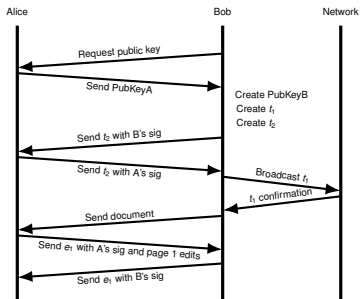 Alice
Bob
Network
Request public key
Send PubKeyA
Create PubKeyB
Create t₁
Create t₂
Send t₂ with B's sig
Send t₂ with A's sig
Broadcast t₁
t₁ confirmation
Send document
Send e₁ with A's sig and page 1 edits
Send e₁ with B's sig